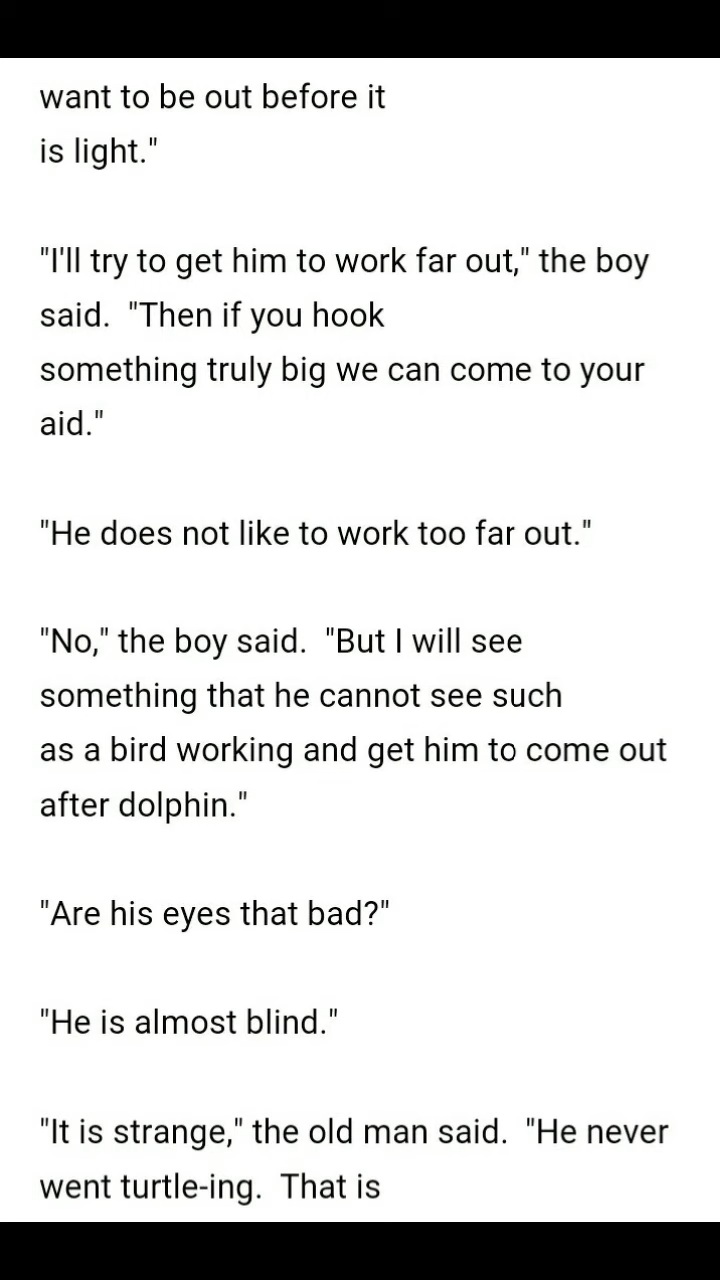 want to be out before it
is light."
"I'll try to get him to work far out," the boy
said.  "Then if you hook
something truly big we can come to your
aid."
"He does not like to work too far out."
"No," the boy said.  "But I will see
something that he cannot see such
as a bird working and get him to come out
after dolphin."
"Are his eyes that bad?"
"He is almost blind."
"It is strange," the old man said.  "He never
went turtle-ing.  That is